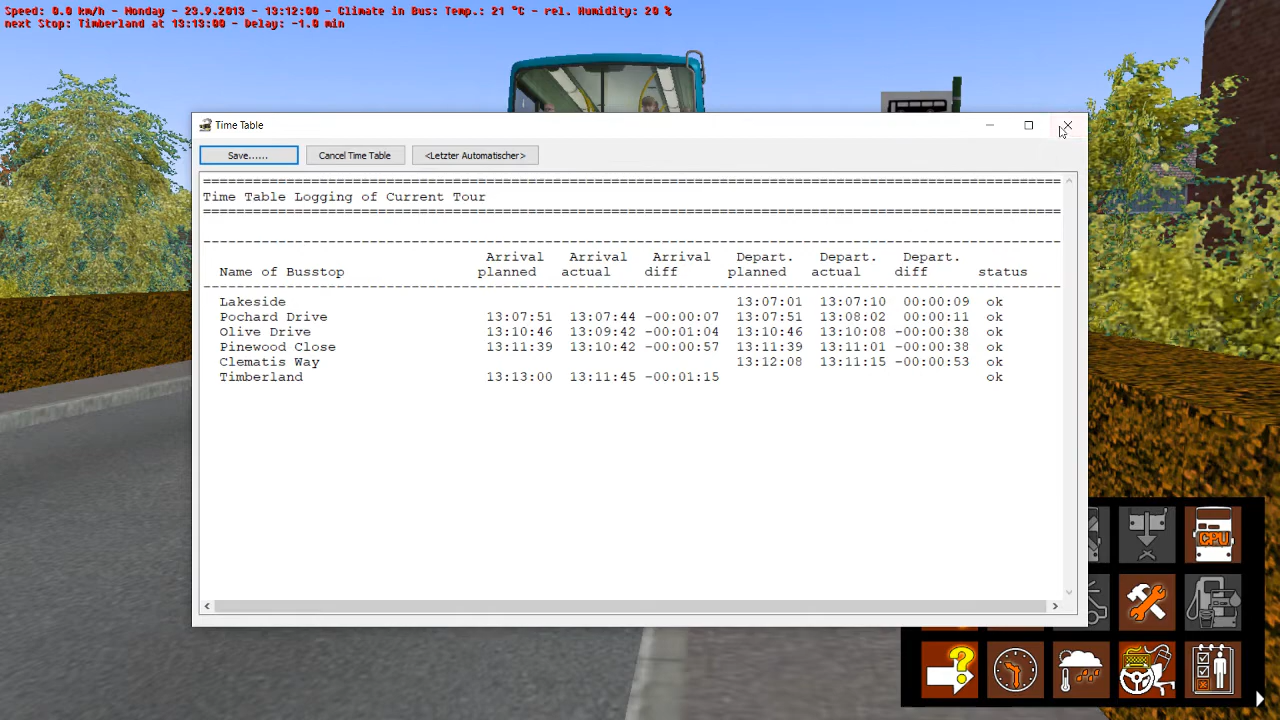 Speed: 0.0 km/h - Monday - 23.9.2013 - 13:12:00 - Climate in Bus: Temp.: 21 °C - rel. Humidity: 20 %
next Stop: Timberland at 13:13:00 - Delay: -1.0 min
Time Table
Save...... Cancel Time Table <Letzter Automatischer>
Time Table Logging of Current Tour
Arrival Arrival Arrival Depart. Depart. Depart.
Name of Busstop planned actual diff planned actual diff status
Lakeside 13:07:01 13:07:10 00:00:09 ok
Pochard Drive 13:07:51 13:07:44 -00:00:07 13:07:51 13:08:02 00:00:11 ok
Olive Drive 13:10:46 13:09:42 -00:01:04 13:10:46 13:10:08 -00:00:38 ok
Pinewood Close 13:11:39 13:10:42 -00:00:57 13:11:39 13:11:01 -00:00:38 ok
Clematis Way 13:12:08 13:11:15 -00:00:53 ok
Timberland 13:13:00 13:11:45 -00:01:15 ok
CPU